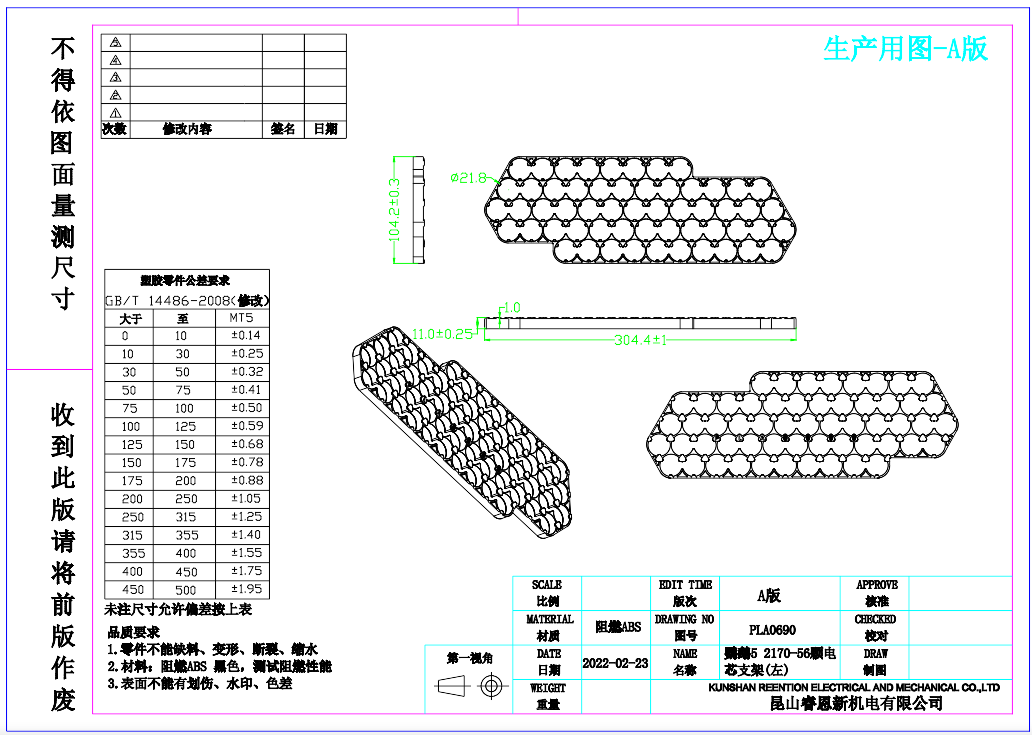 不得依图面量测尺寸
收到此版请将前版作废
生产用图-A版
5
4
3
2
1
次数 修改内容 签名 日期
104.2±0.3
Ø21.8
1.0
11.0±0.25
304.4±1
塑胶零件公差要求
GB/T 14486-2008(修改)
大于 至 MT5
0 10 ±0.14
10 30 ±0.25
30 50 ±0.32
50 75 ±0.41
75 100 ±0.50
100 125 ±0.59
125 150 ±0.68
150 175 ±0.78
175 200 ±0.88
200 250 ±1.05
250 315 ±1.25
315 355 ±1.40
355 400 ±1.55
400 450 ±1.75
450 500 ±1.95
未注尺寸允许偏差按上表
品质要求
1.零件不能缺料、变形、断裂、缩水
2.材料：阻燃ABS 黑色，测试阻燃性能
3.表面不能有划伤、水印、色差
第一视角
SCALE
比例
EDIT TIME
版次
A版
APPROVE
核准
MATERIAL
材质
阻燃ABS
DRAWING NO
图号
PLA0690
CHECKED
校对
DATE
日期
2022-02-23
NAME
名称
5 2170-56颗电
芯支架(左)
DRAW
制图
WEIGHT
重量
KUNSHAN REENTION ELECTRICAL AND MECHANICAL CO.,LTD
昆山睿恩新机电有限公司